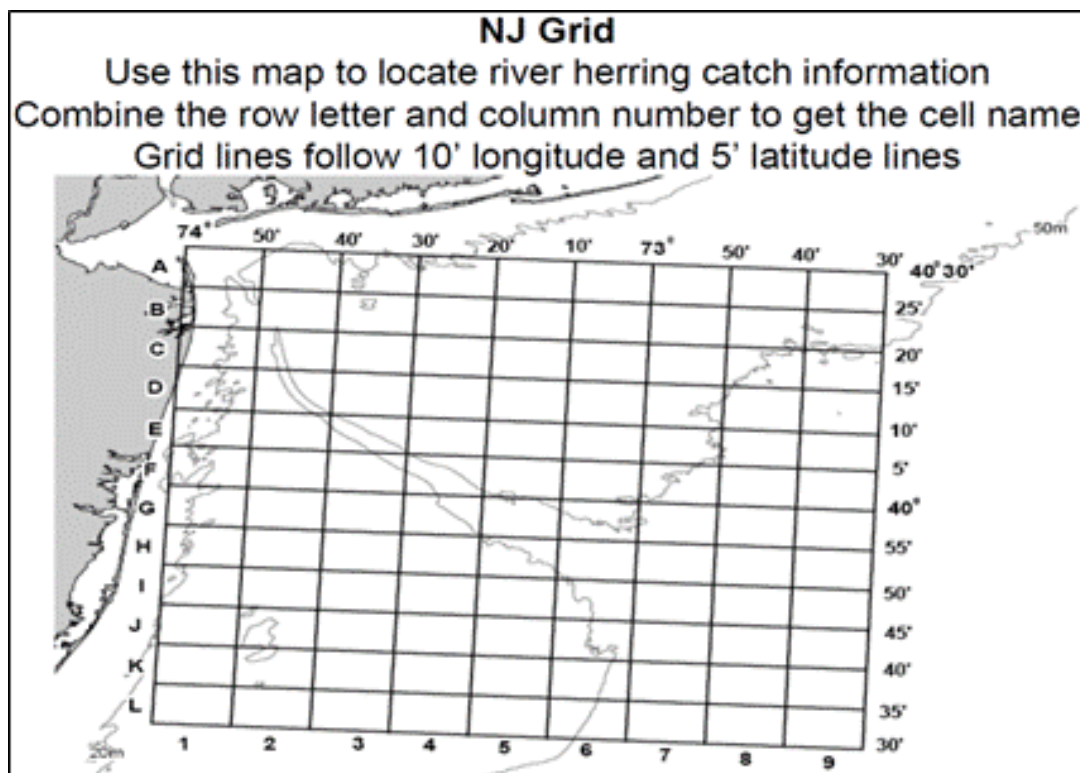 NJ Grid
Use this map to locate river herring catch information
Combine the row letter and column number to get the cell name
Grid lines follow 10' longitude and 5' latitude lines
50m
74° 50' 40' 30' 20' 10' 73° 50' 40' 30' 40°30'
A
B 25'
C 20'
D 15'
E 10'
F 5'
G 40°
H 55'
I 50'
J 45'
K 40'
L 35'
30'
20m 1 2 3 4 5 6 7 8 9